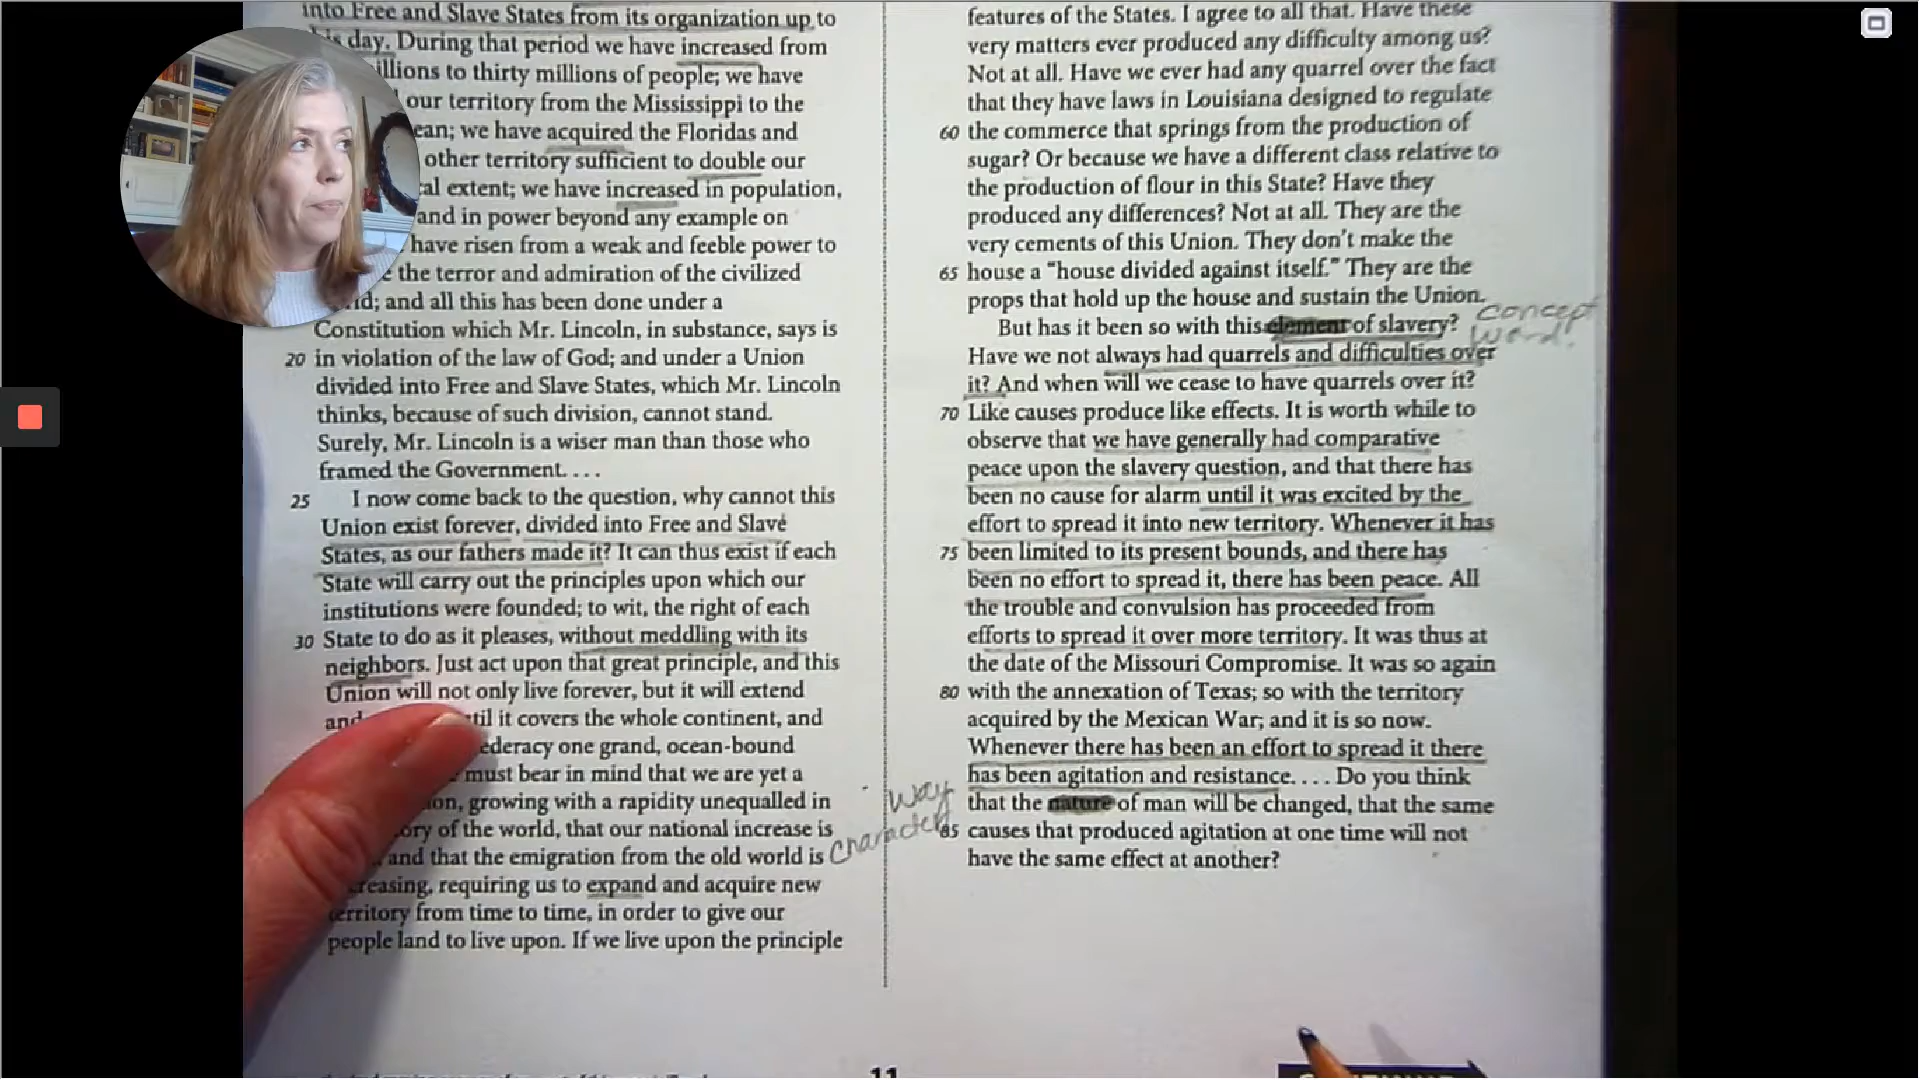 into Free and Slave States from its organization up to
day. During that period we have increased from
illions to thirty millions of people; we have
our territory from the Mississippi to the
ean; we have acquired the Floridas and
other territory sufficient to double our
al extent; we have increased in population,
and in power beyond any example on
have risen from a weak and feeble power to
the terror and admiration of the civilized
; and all this has been done under a
Constitution which Mr. Lincoln, in substance, says is
20 in violation of the law of God; and under a Union
divided into Free and Slave States, which Mr. Lincoln
thinks, because of such division, cannot stand.
Surely, Mr. Lincoln is a wiser man than those who
framed the Government. . . .
25 I now come back to the question, why cannot this
Union exist forever, divided into Free and Slave
States, as our fathers made it? It can thus exist if each
State will carry out the principles upon which our
institutions were founded; to wit, the right of each
30 State to do as it pleases, without meddling with its
neighbors. Just act upon that great principle, and this
Union will not only live forever, but it will extend
and til it covers the whole continent, and
ederacy one grand, ocean-bound
must bear in mind that we are yet a
on, growing with a rapidity unequalled in
ory of the world, that our national increase is
and that the emigration from the old world is
reasing, requiring us to expand and acquire new
territory from time to time, in order to give our
people land to live upon. If we live upon the principle
way
character
features of the States. I agree to all that. Have these
very matters ever produced any difficulty among us?
Not at all. Have we ever had any quarrel over the fact
that they have laws in Louisiana designed to regulate
60 the commerce that springs from the production of
sugar? Or because we have a different class relative to
the production of flour in this State? Have they
produced any differences? Not at all. They are the
very cements of this Union. They don't make the
65 house a "house divided against itself." They are the
props that hold up the house and sustain the Union.
But has it been so with this element of slavery?
concept
word.
Have we not always had quarrels and difficulties over
it? And when will we cease to have quarrels over it?
70 Like causes produce like effects. It is worth while to
observe that we have generally had comparative
peace upon the slavery question, and that there has
been no cause for alarm until it was excited by the
effort to spread it into new territory. Whenever it has
75 been limited to its present bounds, and there has
been no effort to spread it, there has been peace. All
the trouble and convulsion has proceeded from
efforts to spread it over more territory. It was thus at
the date of the Missouri Compromise. It was so again
80 with the annexation of Texas; so with the territory
acquired by the Mexican War; and it is so now.
Whenever there has been an effort to spread it there
has been agitation and resistance. . . . Do you think
that the nature of man will be changed, that the same
85 causes that produced agitation at one time will not
have the same effect at another?
11